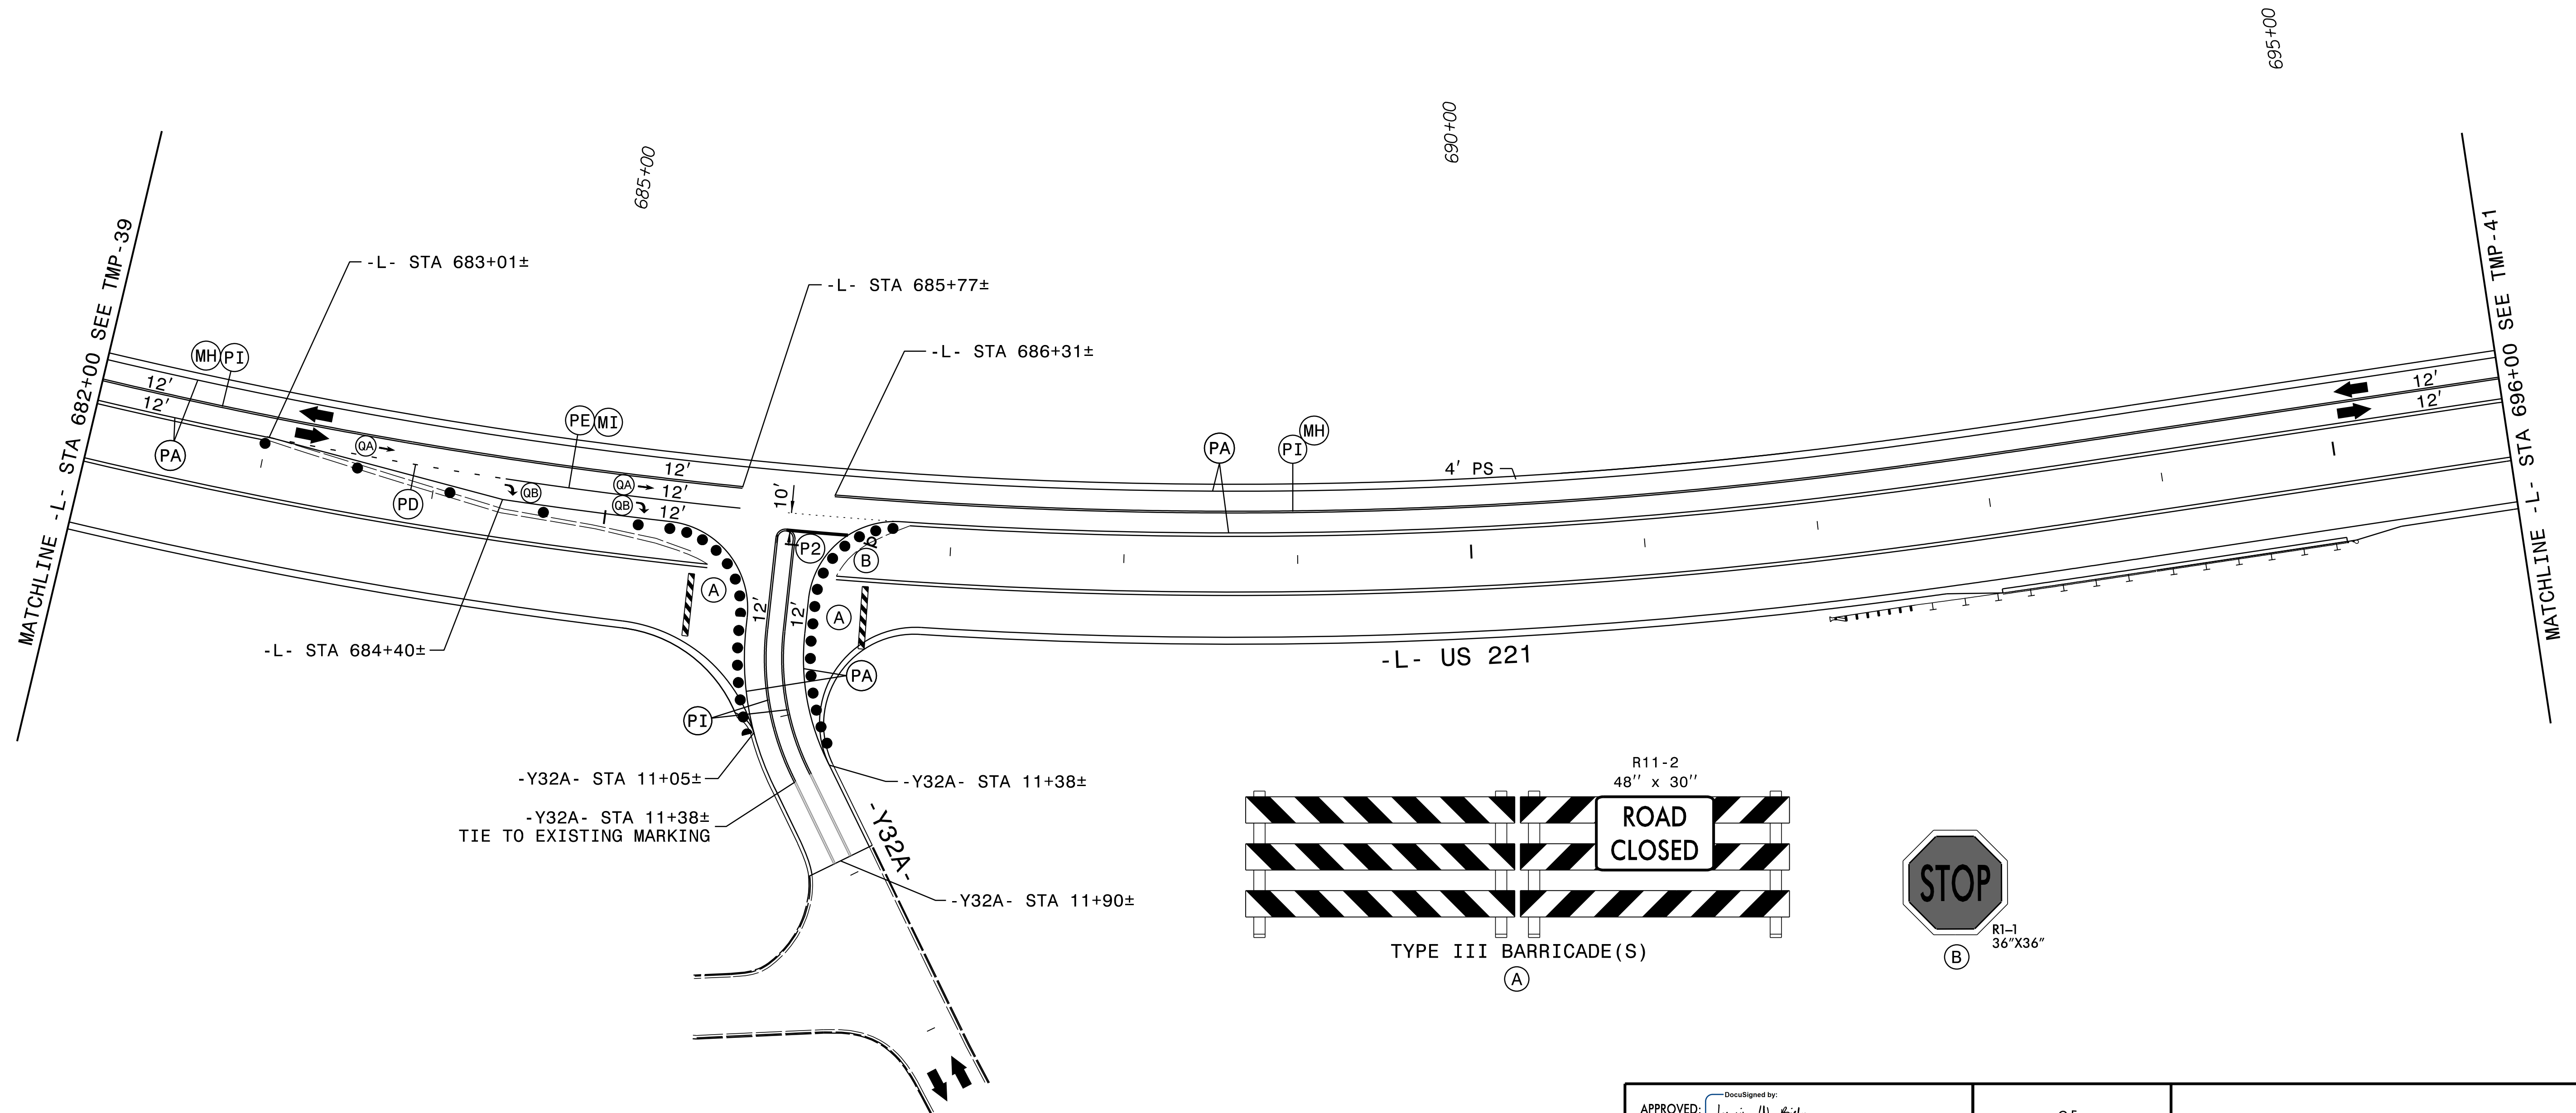 695+00
690+00
685+00
MATCHLINE -L- STA 682+00 SEE TMP-39
MATCHLINE -L- STA 696+00 SEE TMP-41
-L- STA 683+01±
-L- STA 685+77±
-L- STA 686+31±
MH PI
12'
12'
PA
QA
PE MI
PD
QB
QA
QB
12'
12'
12'
10'
PA
PI
MH
4' PS
12'
12'
P2
B
A
A
12'
12'
-L- STA 684+40±
-L- US 221
PA
PI
-Y32A- STA 11+05±
-Y32A- STA 11+38±
-Y32A- STA 11+38±
TIE TO EXISTING MARKING
-Y32A-
-Y32A- STA 11+90±
R11-2
48'' x 30''
ROAD
CLOSED
TYPE III BARRICADE(S)
A
STOP
R1-1
36"X36"
B
DocuSigned by:
APPROVED: